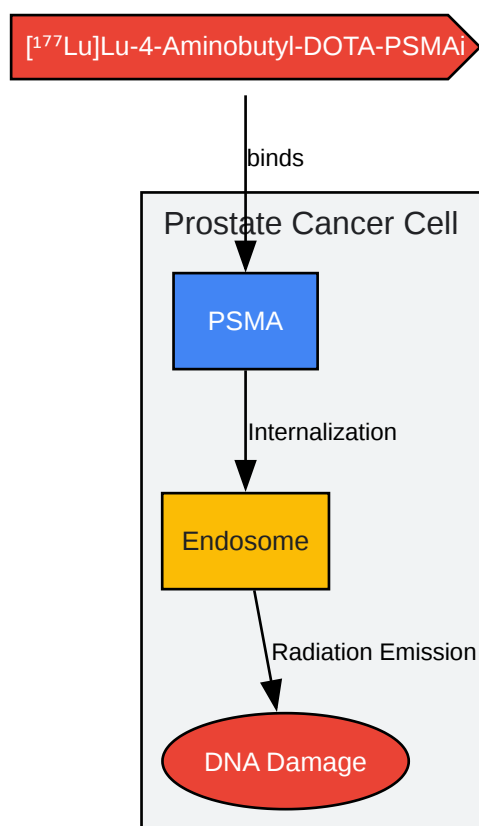 [¹⁷⁷Lu]Lu-4-Aminobutyl-DOTA-PSMAi
binds
Prostate Cancer Cell
PSMA
Internalization
Endosome
Radiation Emission
DNA Damage